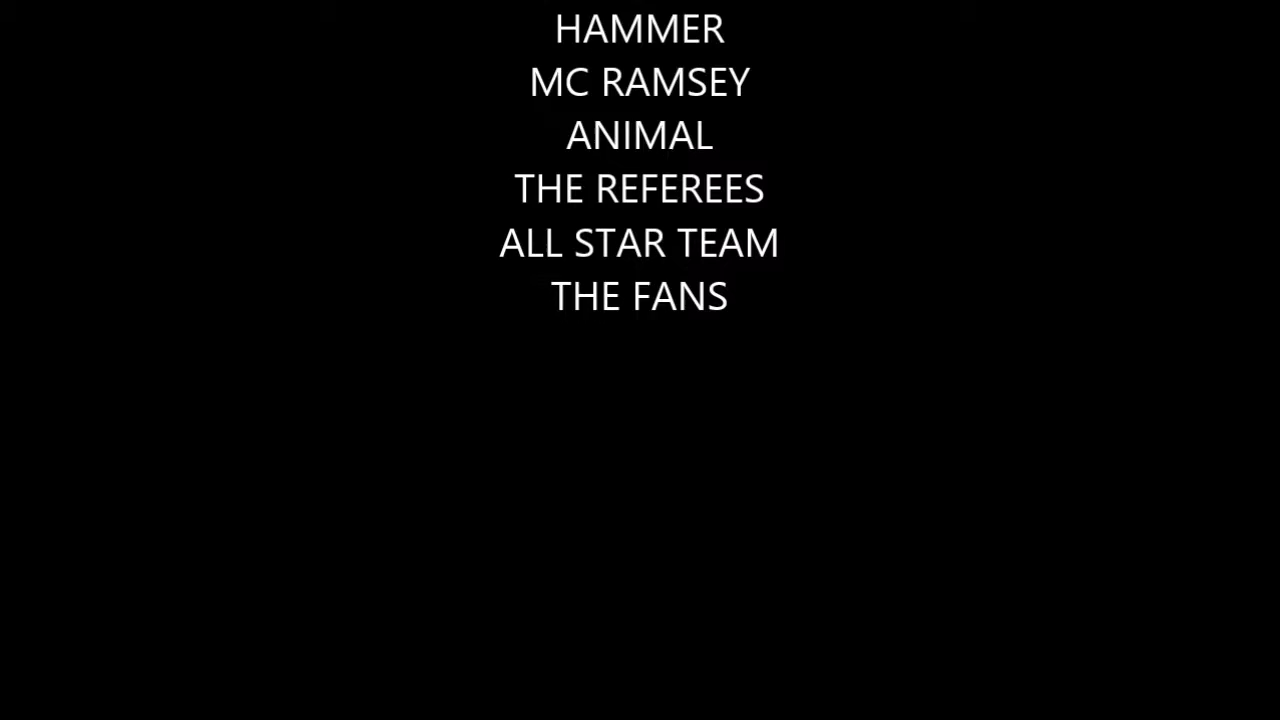 HAMMER
MC RAMSEY
ANIMAL
THE REFEREES
ALL STAR TEAM
THE FANS